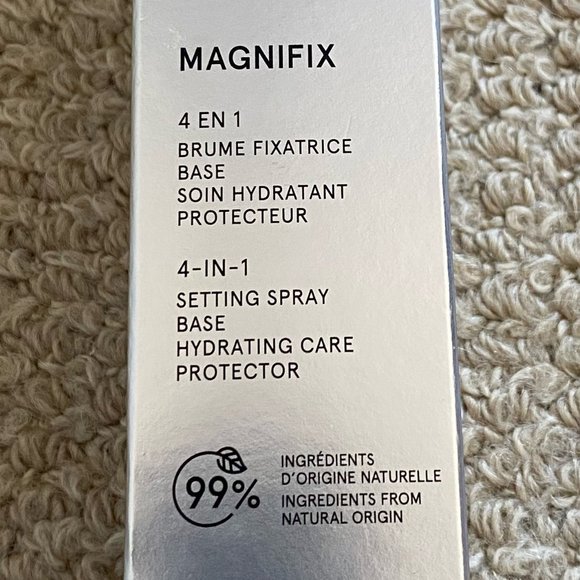 MAGNIFIX
4 EN 1
BRUME FIXATRICE
BASE
SOIN HYDRATANT
PROTECTEUR
4-IN-1
SETTING SPRAY
BASE
HYDRATING CARE
PROTECTOR
99%
INGRÉDIENTS
D'ORIGINE NATURELLE
INGREDIENTS FROM
NATURAL ORIGIN